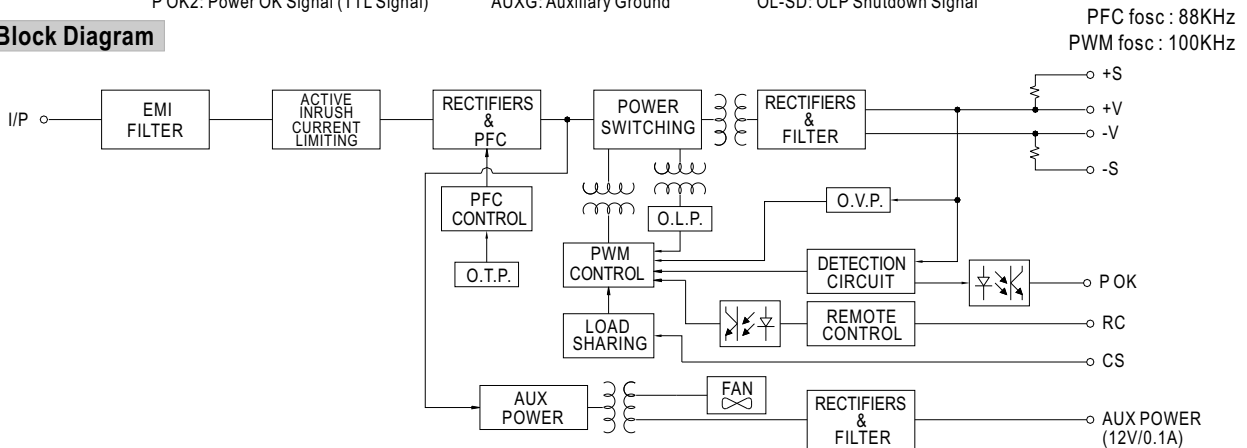 P OK2: Power OK Signal (TTL Signal) AUXG: Auxiliary Ground OL-SD: OLP Shutdown Signal
Block Diagram
PFC fosc : 88KHz
PWM fosc : 100KHz
I/P
EMI
FILTER
ACTIVE
INRUSH
CURRENT
LIMITING
RECTIFIERS
&
PFC
POWER
SWITCHING
RECTIFIERS
&
FILTER
+S
+V
-V
-S
PFC
CONTROL
O.L.P.
O.V.P.
O.T.P.
PWM
CONTROL
DETECTION
CIRCUIT
P OK
LOAD
SHARING
REMOTE
CONTROL
RC
CS
AUX
POWER
FAN
RECTIFIERS
&
FILTER
AUX POWER
(12V/0.1A)